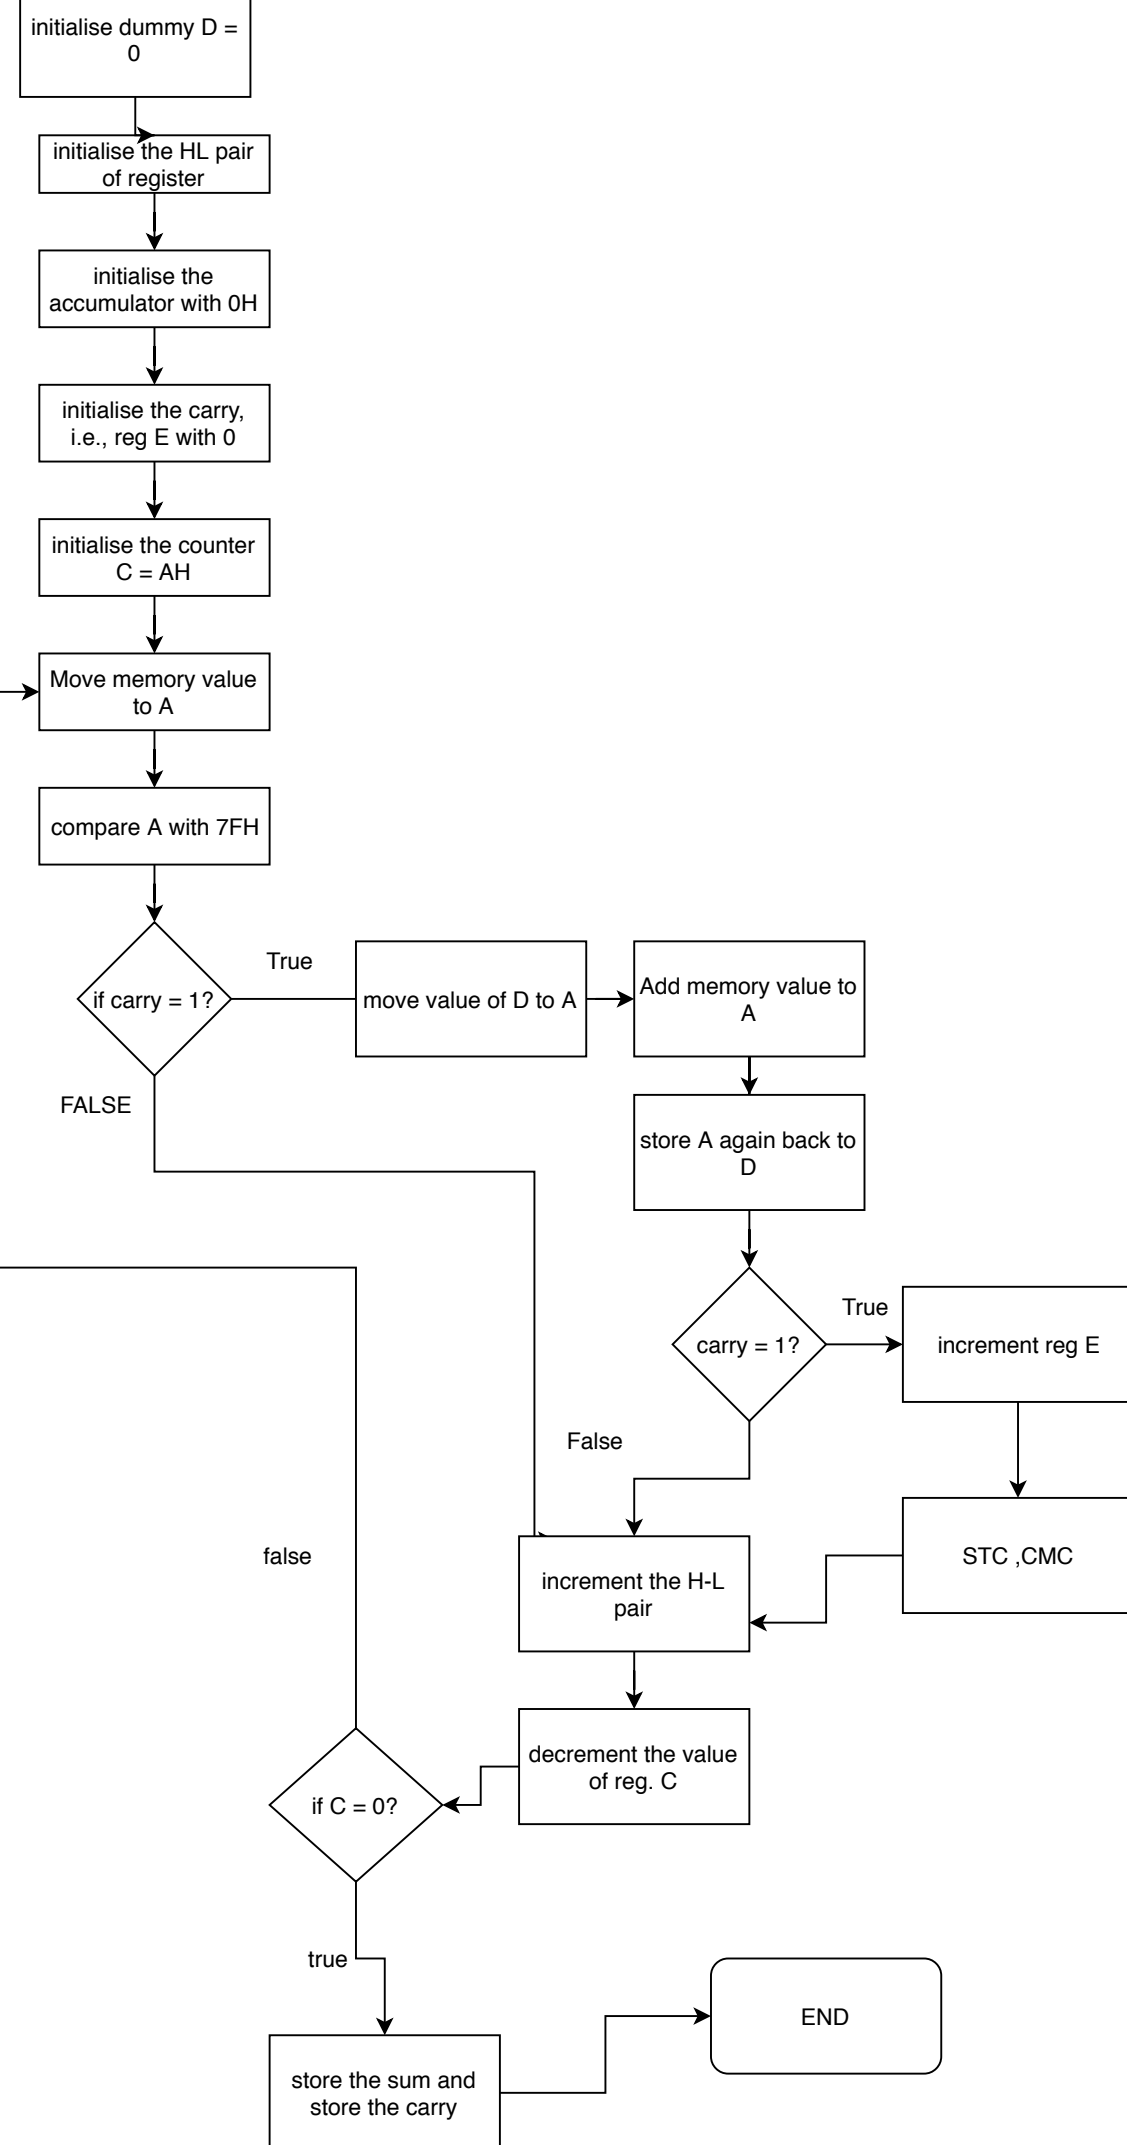 initialise dummy D =
0
initialise the HL pair
of register
initialise the
accumulator with 0H
initialise the carry,
i.e., reg E with 0
initialise the counter
C = AH
Move memory value
to A
compare A with 7FH
if carry = 1?
True
move value of D to A
Add memory value to
A
FALSE
store A again back to
D
carry = 1?
True
increment reg E
False
STC ,CMC
increment the H-L
pair
false
decrement the value
of reg. C
if C = 0?
true
END
store the sum and
store the carry